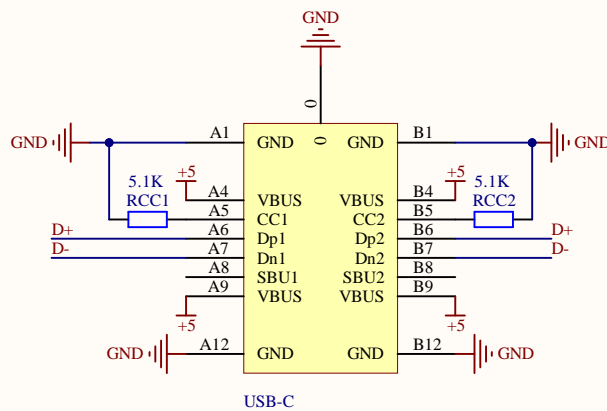 GND
0
A1 GND 0 GND B1
GND GND
5.1K +5 +5 5.1K
RCC1 A4 VBUS VBUS B4 RCC2
A5 CC1 CC2 B5
D+ A6 Dp1 Dp2 B6 D+
D- A7 Dn1 Dn2 B7 D-
A8 SBU1 SBU2 B8
A9 VBUS VBUS B9
+5 +5
GND A12 GND GND B12 GND
USB-C